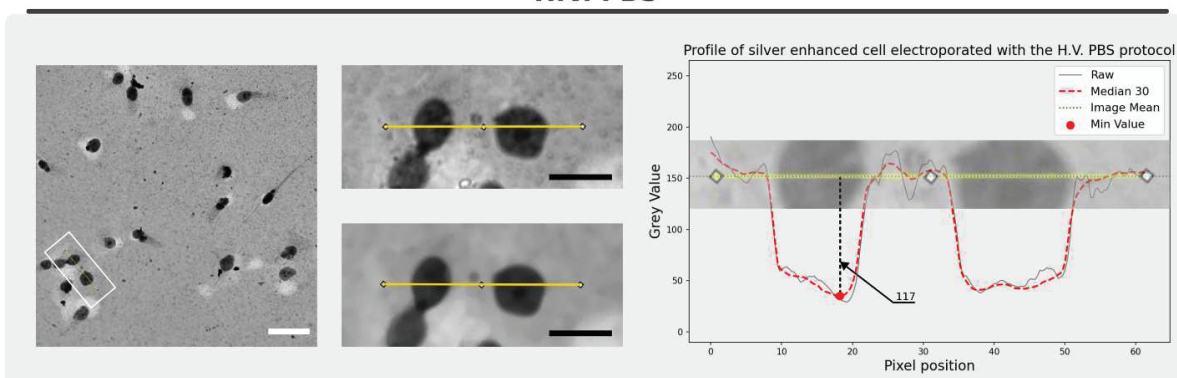 Profile of silver enhanced cell electroporated with the H.V. PBS protocol
Raw
Median 30
Image Mean
Min Value
Grey Value
250
200
150
100
50
0
117
0
10
20
30
40
50
60
Pixel position